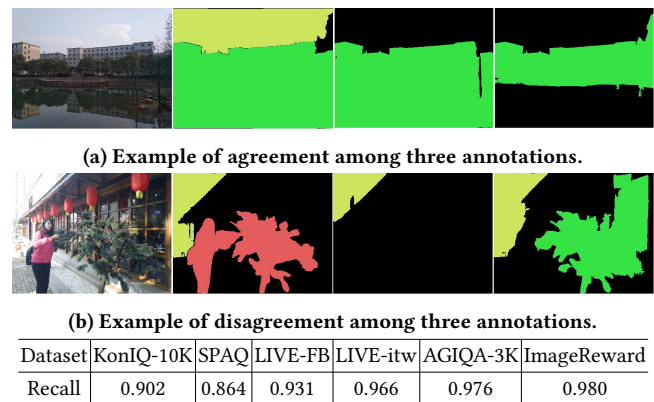 (a) Example of agreement among three annotations.
(b) Example of disagreement among three annotations.
Dataset KonIQ-10K SPAQ LIVE-FB LIVE-itw AGIQA-3K ImageReward
Recall 0.902 0.864 0.931 0.966 0.976 0.980